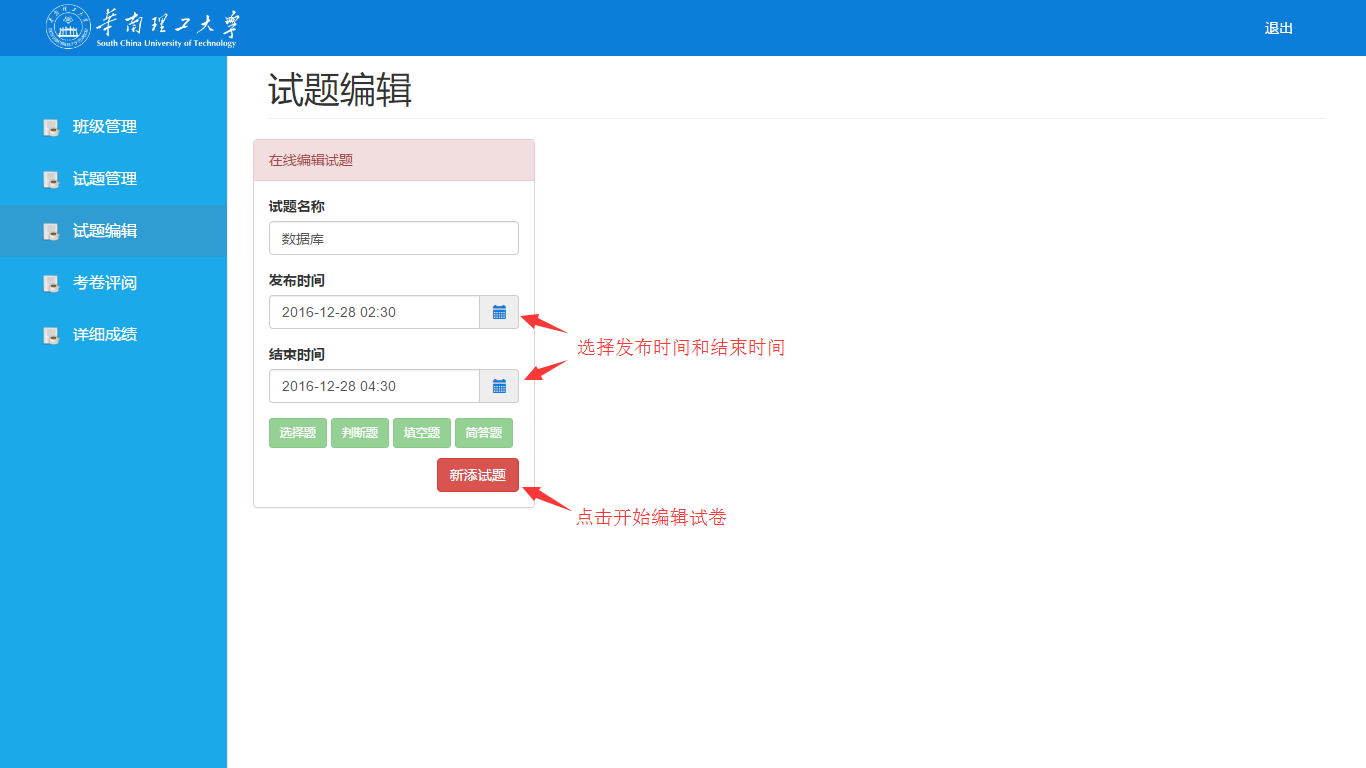 华南理工大学
South China University of Technology
退出
班级管理
试题管理
试题编辑
考卷评阅
详细成绩
试题编辑
在线编辑试题
试题名称
数据库
发布时间
2016-12-28 02:30
选择发布时间和结束时间
结束时间
2016-12-28 04:30
选择题 判断题 填空题 简答题
新添试题
点击开始编辑试卷